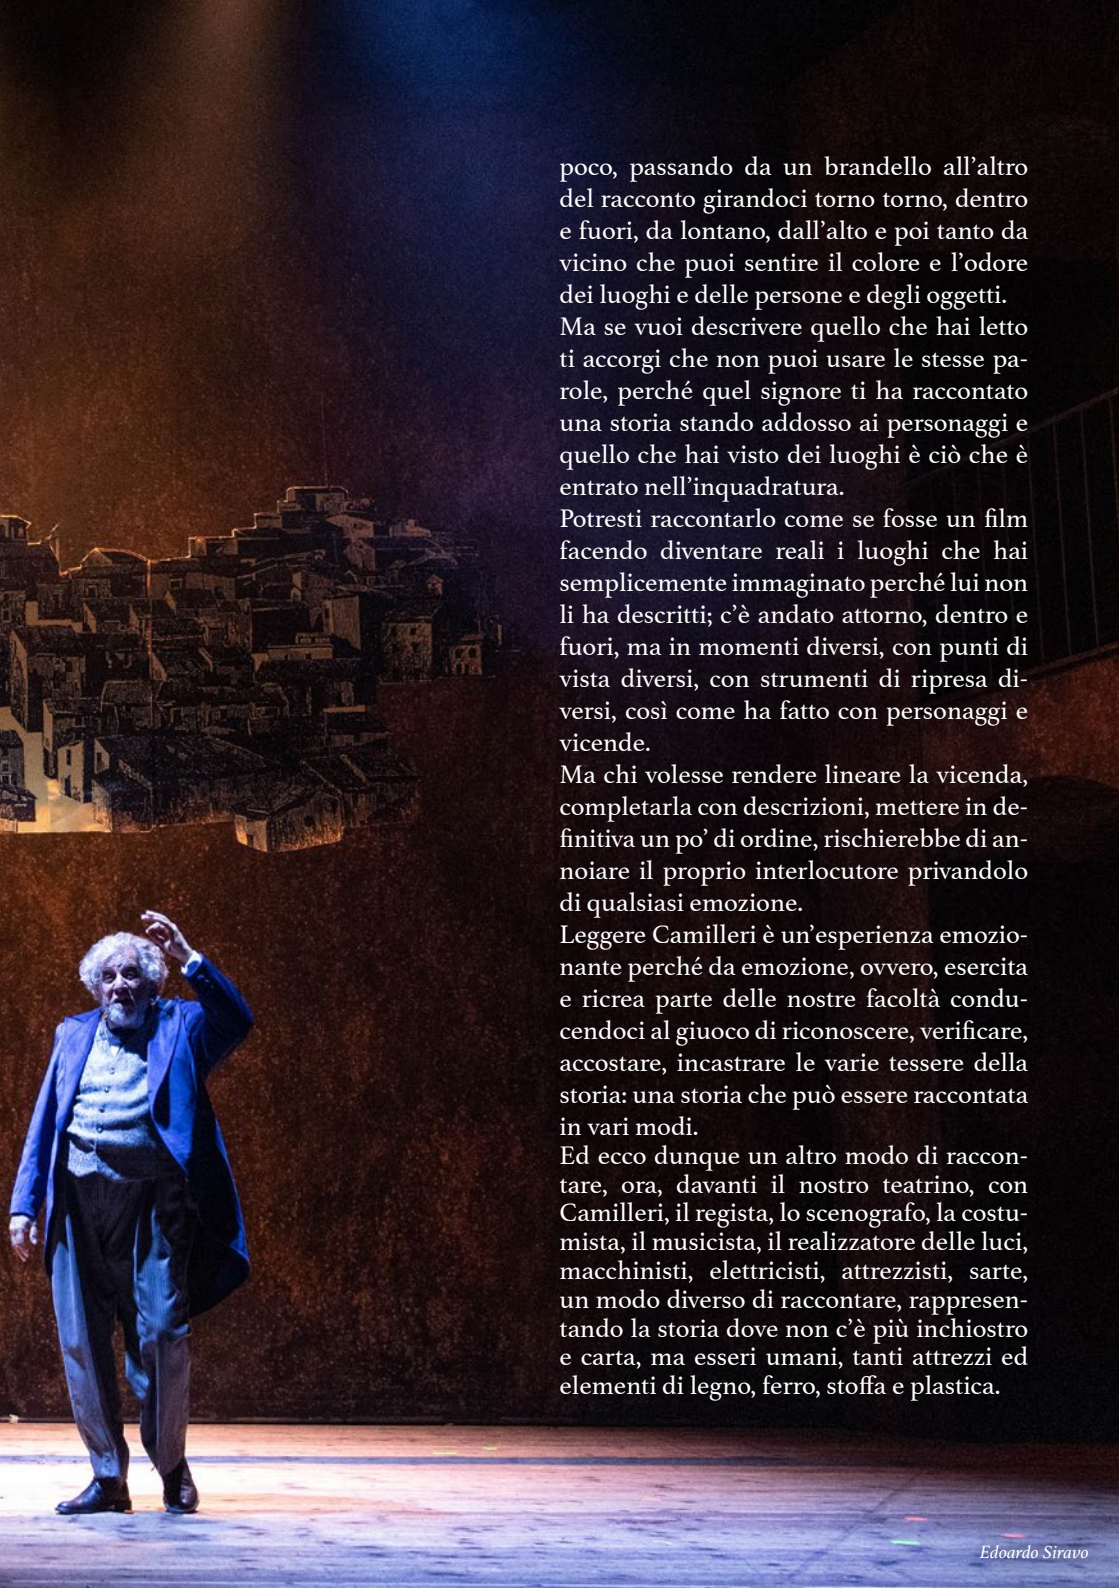 poco, passando da un brandello all’altro
del racconto girandoci torno torno, dentro
e fuori, da lontano, dall’alto e poi tanto da
vicino che puoi sentire il colore e l’odore
dei luoghi e delle persone e degli oggetti.
Ma se vuoi descrivere quello che hai letto
ti accorgi che non puoi usare le stesse pa-
role, perché quel signore ti ha raccontato
una storia stando addosso ai personaggi e
quello che hai visto dei luoghi è ciò che è
entrato nell’inquadratura.
Potresti raccontarlo come se fosse un film
facendo diventare reali i luoghi che hai
semplicemente immaginato perché lui non
li ha descritti; c’è andato attorno, dentro e
fuori, ma in momenti diversi, con punti di
vista diversi, con strumenti di ripresa di-
versi, così come ha fatto con personaggi e
vicende.
Ma chi volesse rendere lineare la vicenda,
completarla con descrizioni, mettere in de-
finitiva un po’ di ordine, rischierebbe di an-
noiare il proprio interlocutore privandolo
di qualsiasi emozione.
Leggere Camilleri è un’esperienza emozio-
nante perché da emozione, ovvero, esercita
e ricrea parte delle nostre facoltà condu-
cendoci al giuoco di riconoscere, verificare,
accostare, incastrare le varie tessere della
storia: una storia che può essere raccontata
in vari modi.
Ed ecco dunque un altro modo di raccon-
tare, ora, davanti il nostro teatrino, con
Camilleri, il regista, lo scenografo, la costu-
mista, il musicista, il realizzatore delle luci,
macchinisti, elettricisti, attrezzisti, sarte,
un modo diverso di raccontare, rappresen-
tando la storia dove non c’è più inchiostro
e carta, ma esseri umani, tanti attrezzi ed
elementi di legno, ferro, stoffa e plastica.
Edoardo Siravo